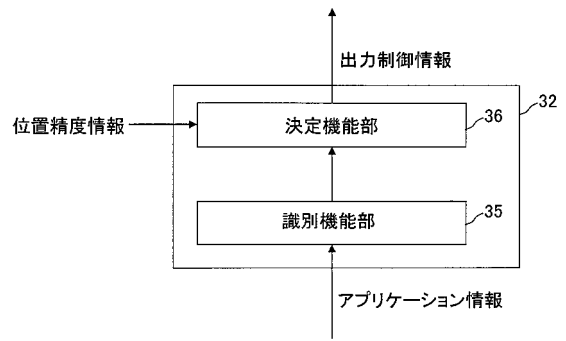 出力制御情報
32
位置精度情報
決定機能部
36
識別機能部
35
アプリケーション情報